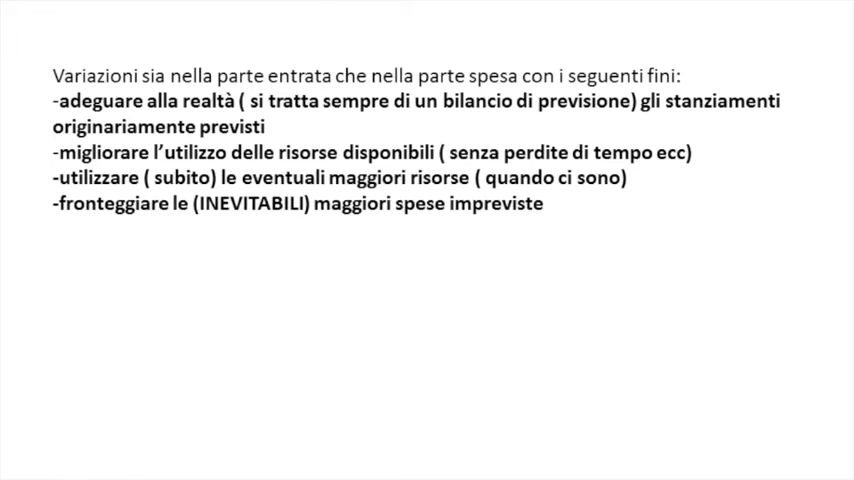 Variazioni sia nella parte entrata che nella parte spesa con i seguenti fini:
-adeguare alla realtà ( si tratta sempre di un bilancio di previsione) gli stanziamenti
originariamente previsti
-migliorare l’utilizzo delle risorse disponibili ( senza perdite di tempo ecc)
-utilizzare ( subito) le eventuali maggiori risorse ( quando ci sono)
-fronteggiare le (INEVITABILI) maggiori spese impreviste